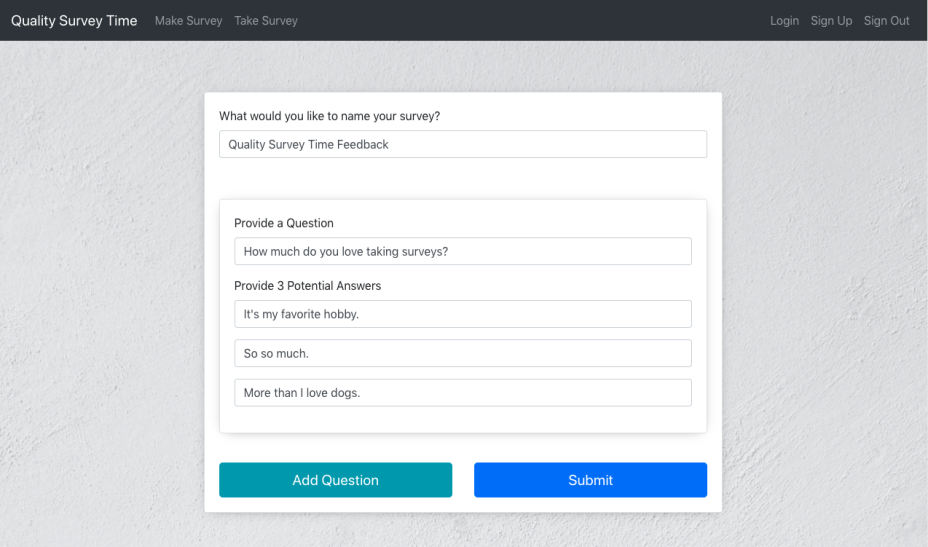 Quality Survey Time Make Survey Take Survey Login Sign Up Sign Out
What would you like to name your survey?
Quality Survey Time Feedback
Provide a Question
How much do you love taking surveys?
Provide 3 Potential Answers
It's my favorite hobby.
So so much.
More than I love dogs.
Add Question Submit